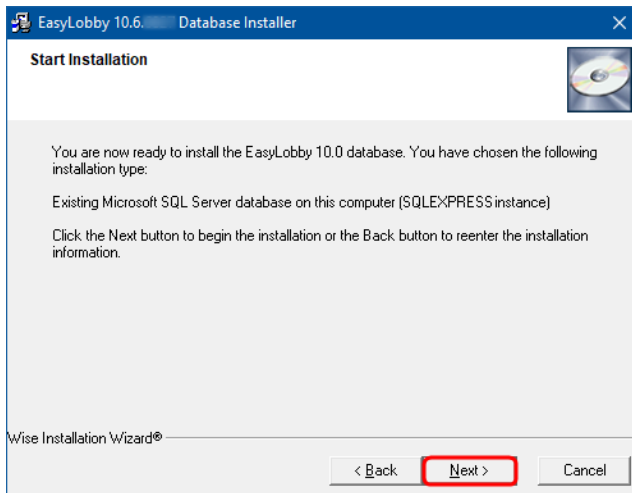 EasyLobby 10.6. Database Installer
Start Installation
You are now ready to install the EasyLobby 10.0 database. You have chosen the following
installation type:
Existing Microsoft SQL Server database on this computer (SQLEXPRESS instance)
Click the Next button to begin the installation or the Back button to reenter the installation
information.
Wise Installation Wizard®
< Back Next > Cancel